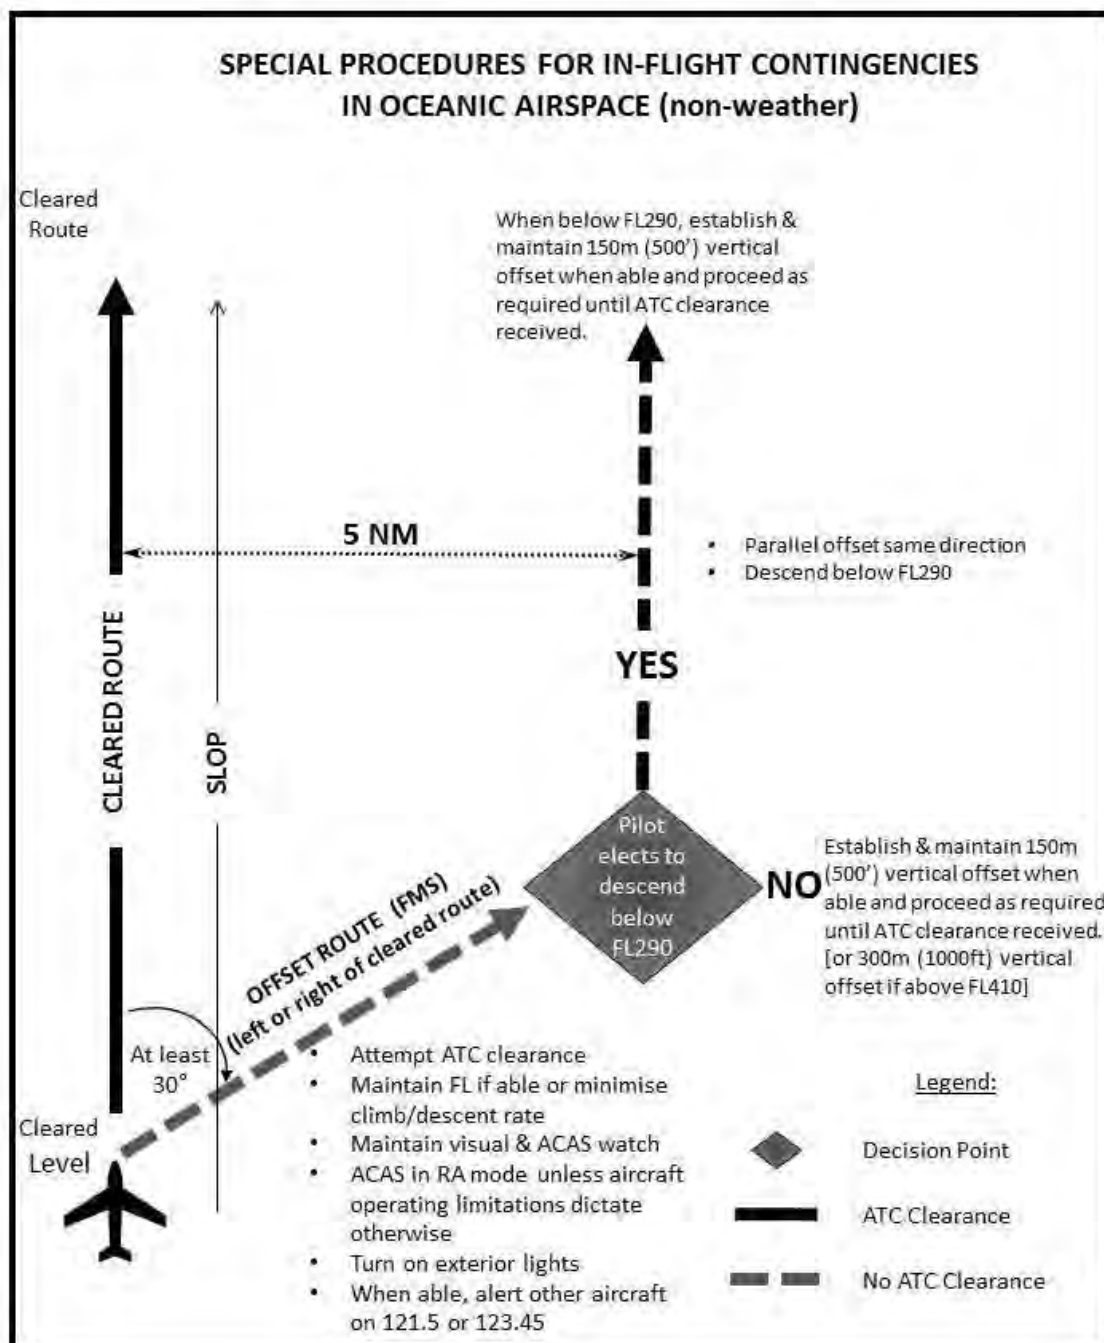 SPECIAL PROCEDURES FOR IN-FLIGHT CONTINGENCIES
IN OCEANIC AIRSPACE (non-weather)
Cleared
Route
When below FL290, establish &
maintain 150m (500') vertical
offset when able and proceed as
required until ATC clearance
received.
5 NM
• Parallel offset same direction
• Descend below FL290
CLEARED ROUTE
SLOP
YES
Pilot
elects to
descend
below
FL290
NO
Establish & maintain 150m
(500') vertical offset when
able and proceed as required
until ATC clearance received.
[or 300m (1000ft) vertical
offset if above FL410]
OFFSET ROUTE (FMS)
(left or right of cleared route)
At least
30°
Cleared
Level
• Attempt ATC clearance
• Maintain FL if able or minimise
climb/descent rate
• Maintain visual & ACAS watch
• ACAS in RA mode unless aircraft
operating limitations dictate
otherwise
• Turn on exterior lights
• When able, alert other aircraft
on 121.5 or 123.45
Legend:
Decision Point
ATC Clearance
No ATC Clearance